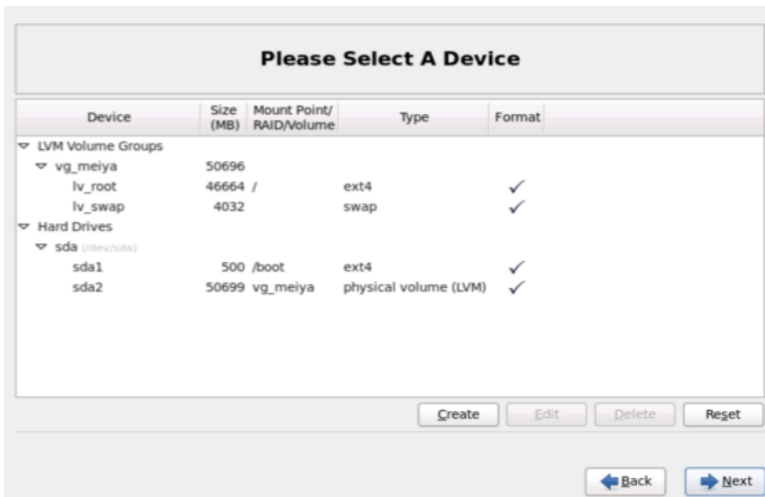 Please Select A Device
Device Size (MB) Mount Point/ RAID/Volume Type Format
LVM Volume Groups
vg_meiya 50696
lv_root 46664 / ext4 ✓
lv_swap 4032 swap ✓
Hard Drives
sda (/dev/sda)
sda1 500 /boot ext4 ✓
sda2 50699 vg_meiya physical volume (LVM) ✓
Create Edit Delete Reset
Back Next